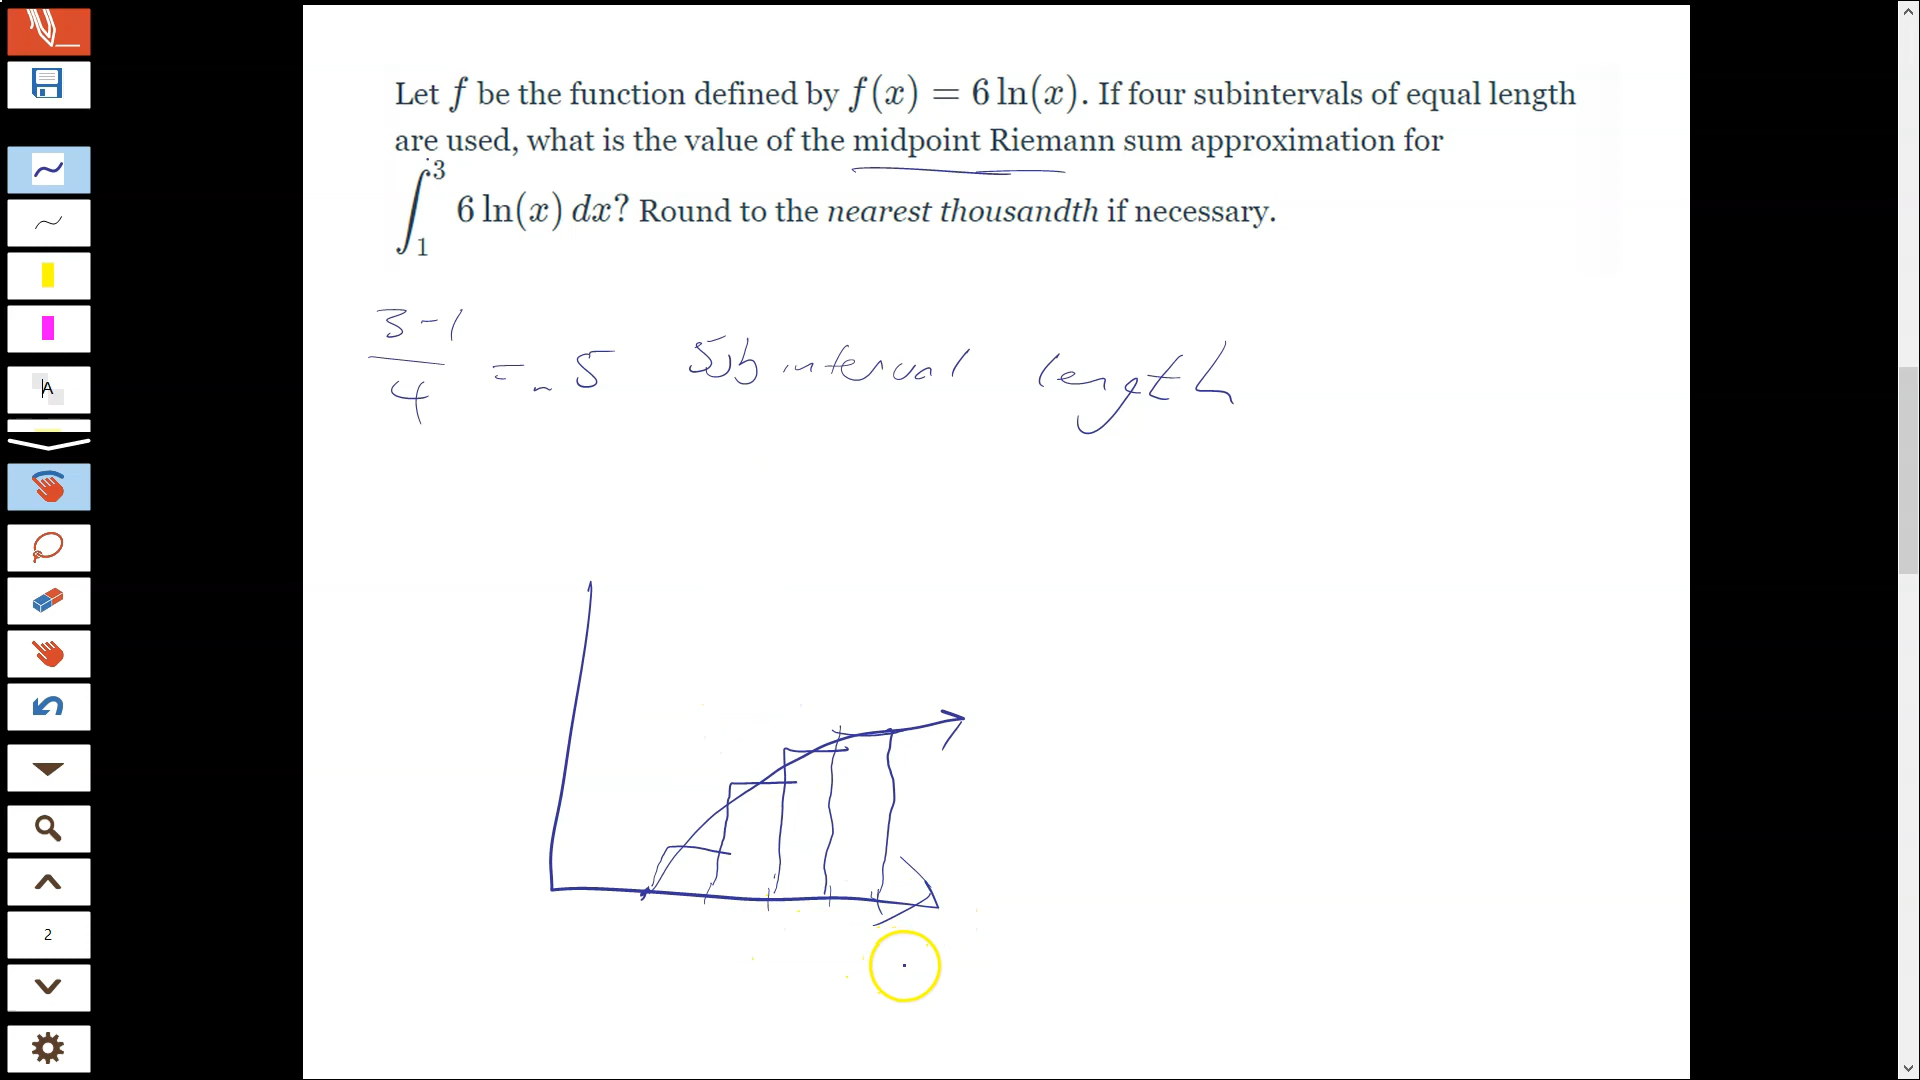 Let f be the function defined by f(x) = 6 ln(x). If four subintervals of equal length
are used, what is the value of the midpoint Riemann sum approximation for
∫₁³ 6 ln(x) dx? Round to the nearest thousandth if necessary.
3-1
4
= .5 Subinterval length
A
2